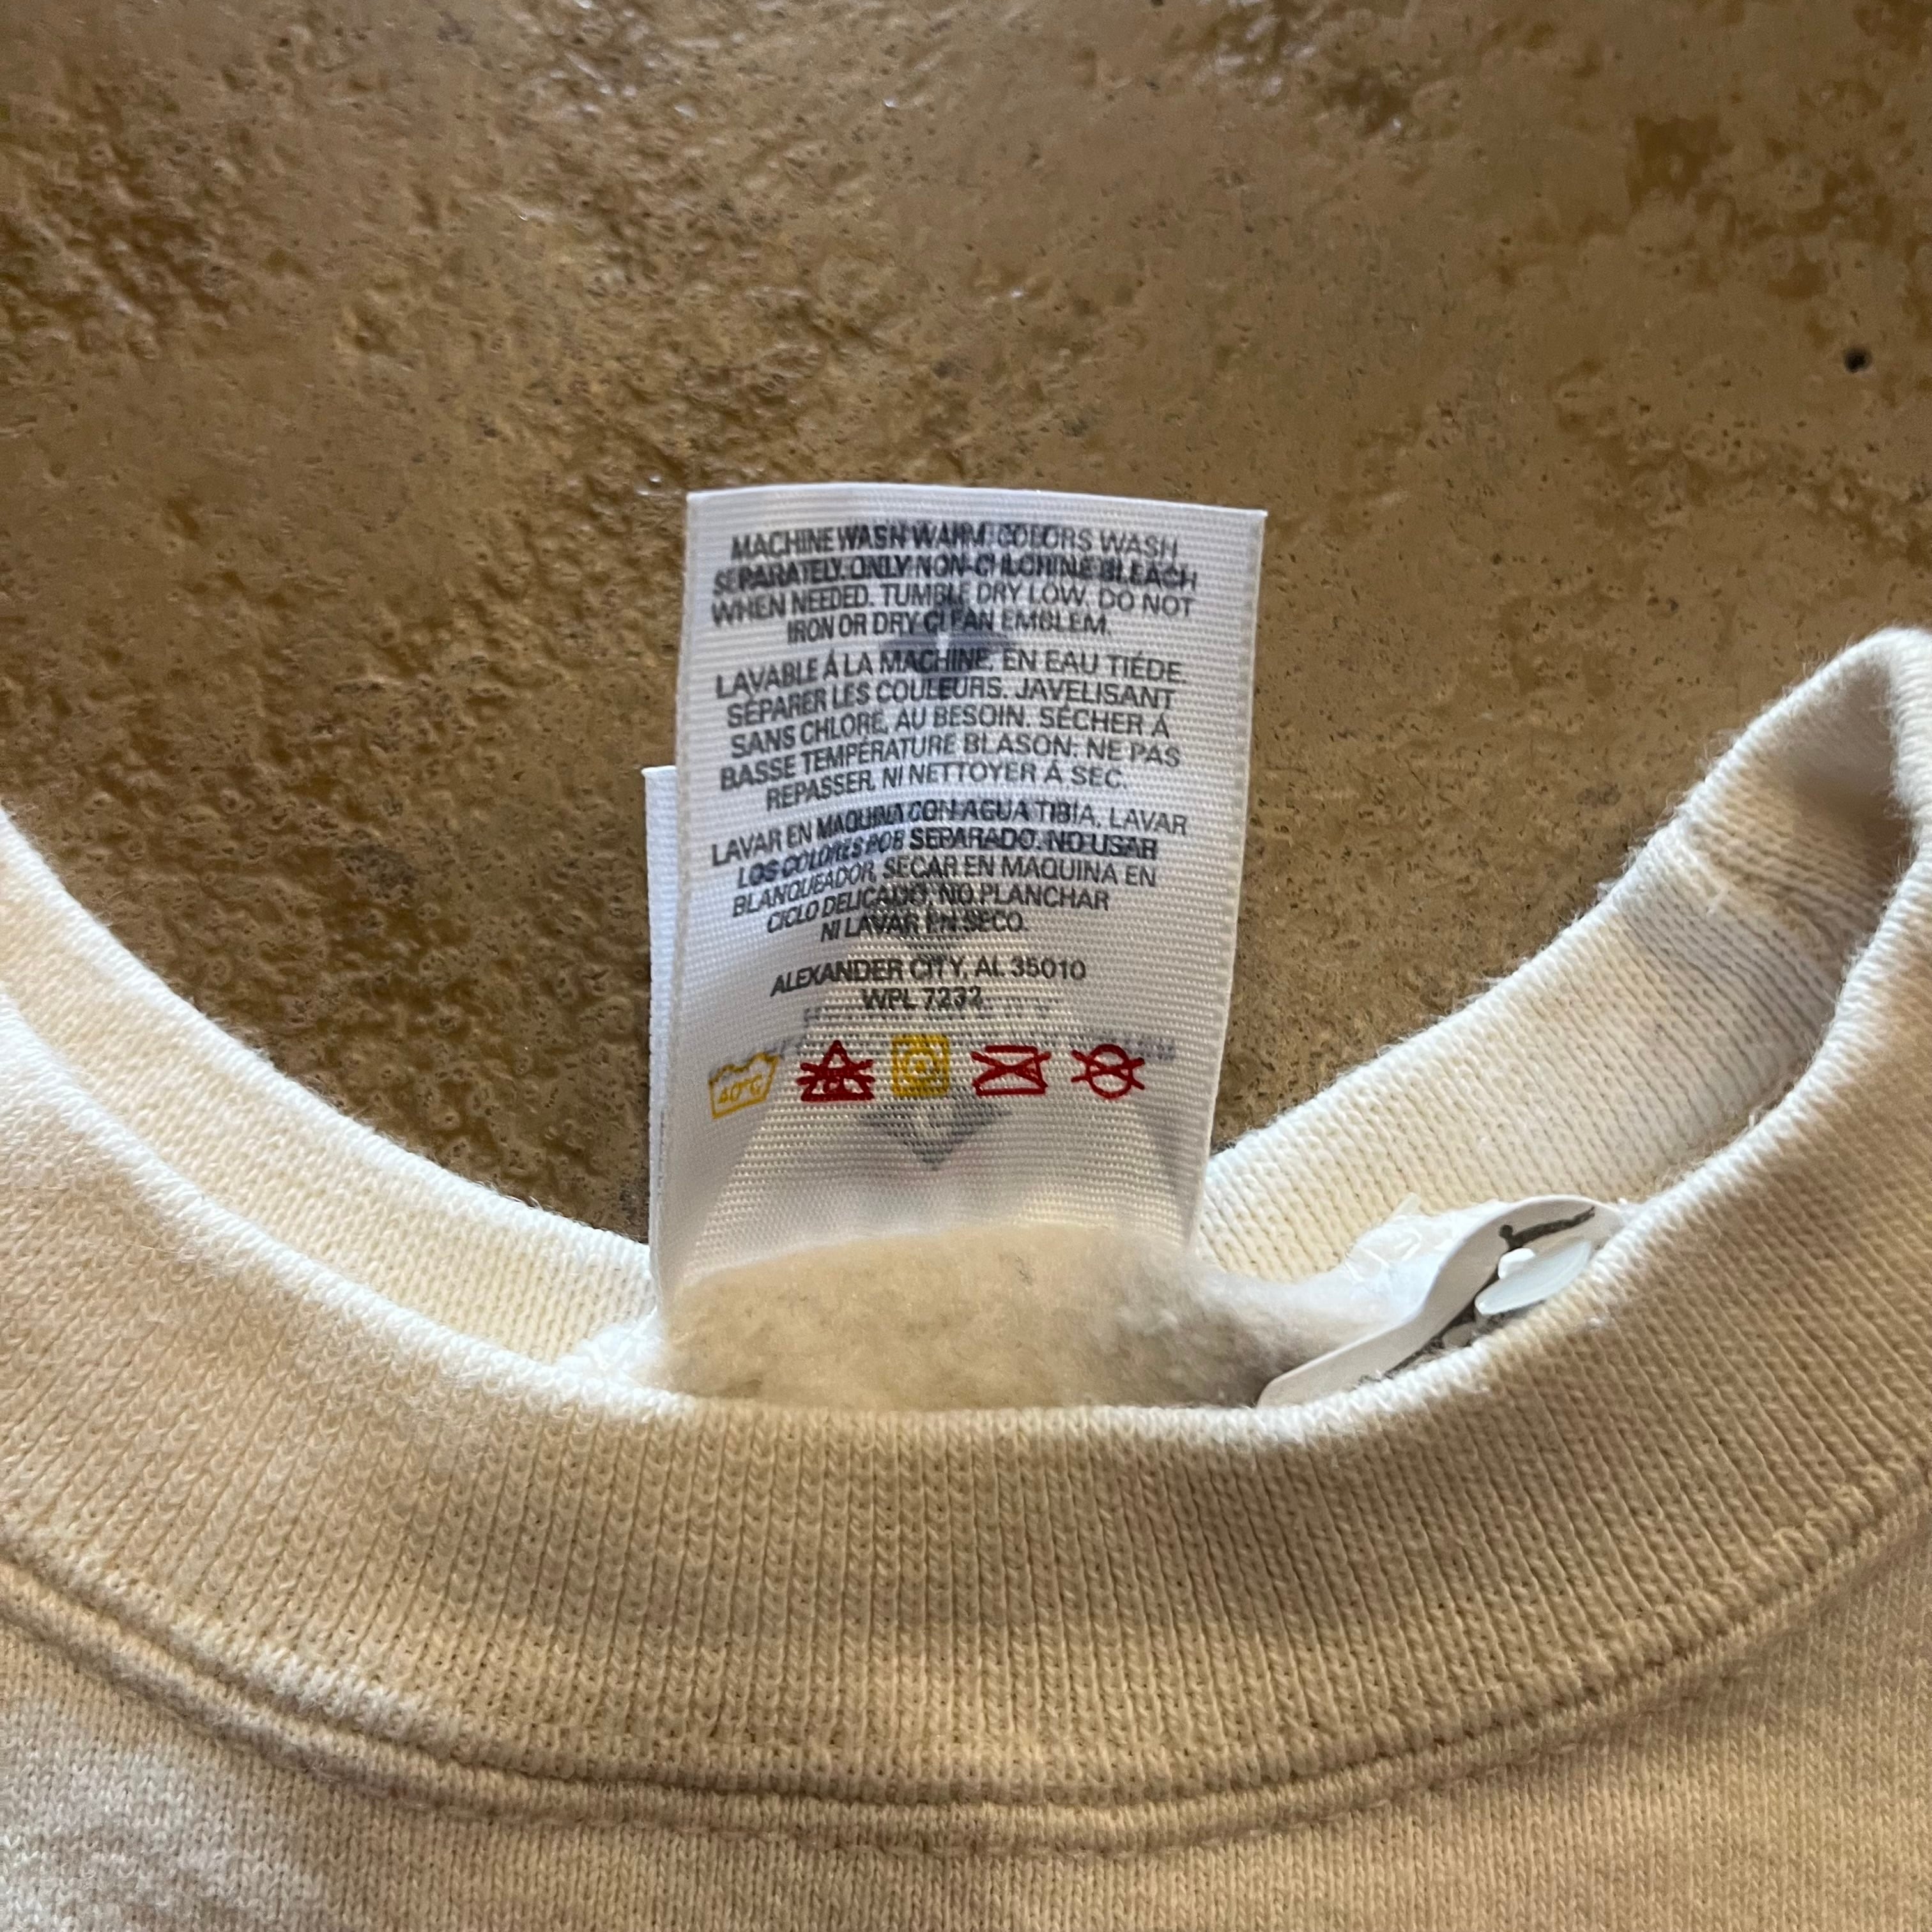 MACHINE WASH WARM. COLORS WASH
SEPARATELY. ONLY NON-CHLORINE BLEACH
WHEN NEEDED. TUMBLE DRY LOW. DO NOT
IRON OR DRY CLEAN EMBLEM.
LAVABLE Á LA MACHINE, EN EAU TIÉDE.
SÉPARER LES COULEURS. JAVELISANT
SANS CHLORE, AU BESOIN. SÉCHER Á
BASSE TEMPÉRATURE BLASON: NE PAS
REPASSER, NI NETTOYER Á SEC.
LAVAR EN MAQUINA CON AGUA TIBIA, LAVAR
LOS COLORES POR SEPARADO. NO USAR
BLANQUEADOR, SECAR EN MAQUINA EN
CICLO DELICADO, NO PLANCHAR
NI LAVAR EN SECO.
ALEXANDER CITY, AL 35010
WPL 7232
40°C